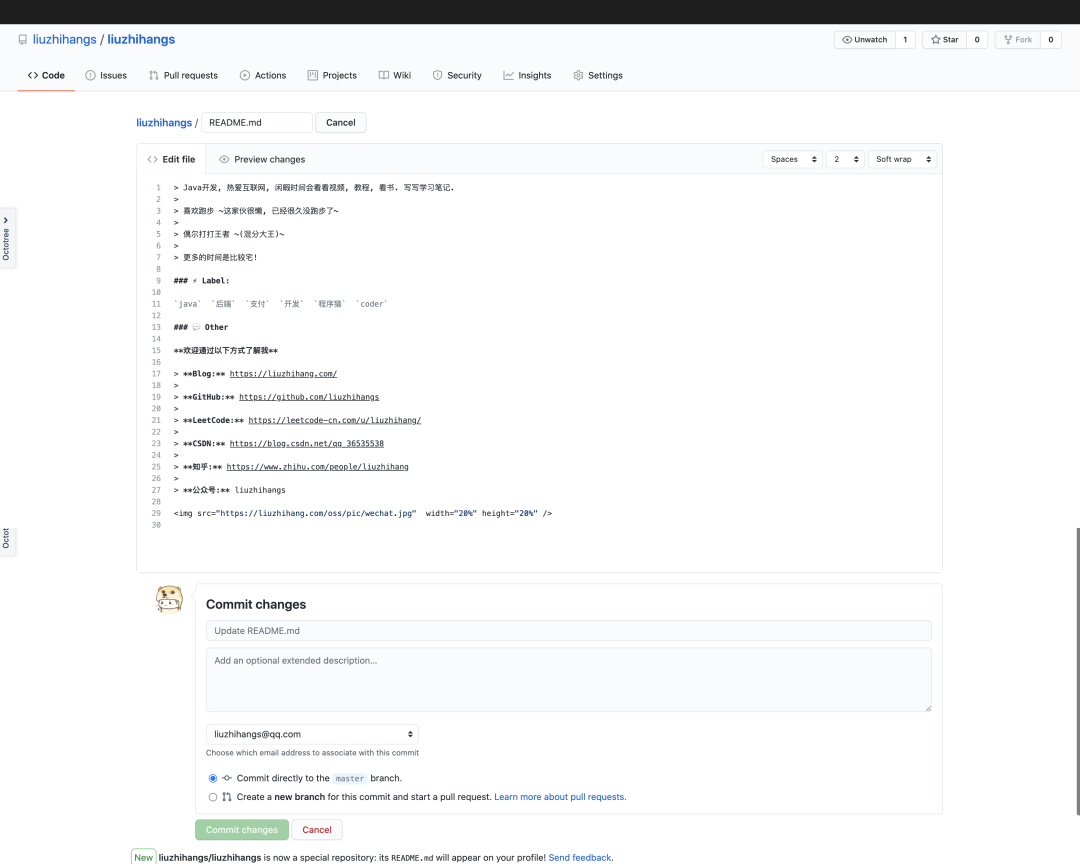 liuzhihangs / liuzhihangs
Unwatch 1 Star 0 Fork 0
Code Issues Pull requests Actions Projects Wiki Security Insights Settings
liuzhihangs / README.md Cancel
Edit file Preview changes Spaces 2 Soft wrap
1 > Java开发, 热爱互联网, 闲暇时间会看看视频, 教程, 看书. 写写学习笔记.
2 >
3 > 喜欢跑步 ~这家伙很懒, 已经很久没跑步了~
4 >
5 > 偶尔打打王者 ~(混分大王)~
6 >
7 > 更多的时间是比较宅!
8
9 ### ⚡ Label:
10
11 `java` `后端` `支付` `开发` `程序猿` `coder`
12
13 ### 💬 Other
14
15 **欢迎通过以下方式了解我**
16
17 > **Blog:** https://liuzhihang.com/
18 >
19 > **GitHub:** https://github.com/liuzhihangs
20 >
21 > **LeetCode:** https://leetcode-cn.com/u/liuzhihang/
22 >
23 > **CSDN:** https://blog.csdn.net/qq_36535538
24 >
25 > **知乎:** https://www.zhihu.com/people/liuzhihang
26 >
27 > **公众号:** liuzhihangs
28
29 <img src="https://liuzhihang.com/oss/pic/wechat.jpg" width="20%" height="20%" />
30
Octotree
Octot
Commit changes
Update README.md
Add an optional extended description...
liuzhihangs@qq.com
Choose which email address to associate with this commit
Commit directly to the master branch.
Create a new branch for this commit and start a pull request. Learn more about pull requests.
Commit changes Cancel
New liuzhihangs/liuzhihangs is now a special repository: its README.md will appear on your profile! Send feedback.